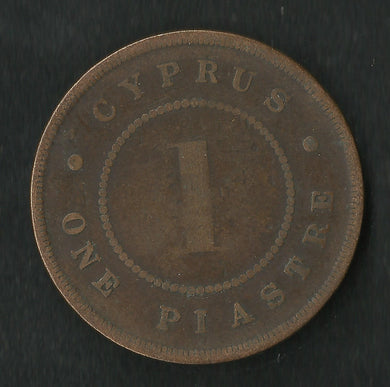 CYPRUS
1
ONE PIASTRE